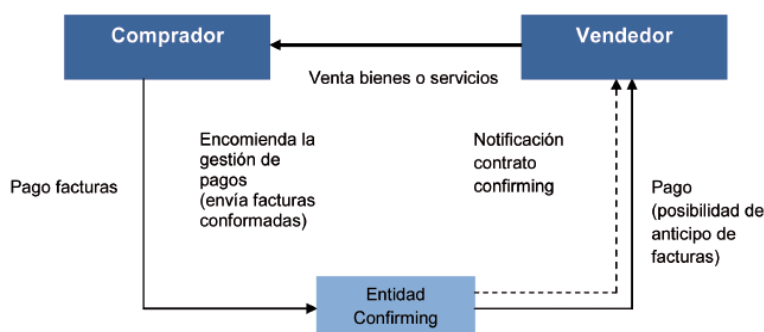 Comprador
Vendedor
Venta bienes o servicios
Encomienda la
gestión de
pagos
(envía facturas
conformadas)
Notificación
contrato
confirming
Pago facturas
Pago
(posibilidad de
anticipo de
facturas)
Entidad
Confirming